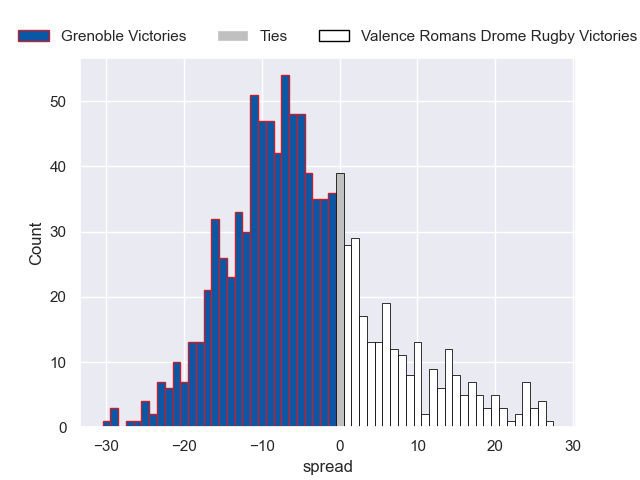 Grenoble Victories Ties Valence Romans Drome Rugby Victories
50
40
30
20
10
0
Count
−30 −20 −10 0 10 20 30
spread